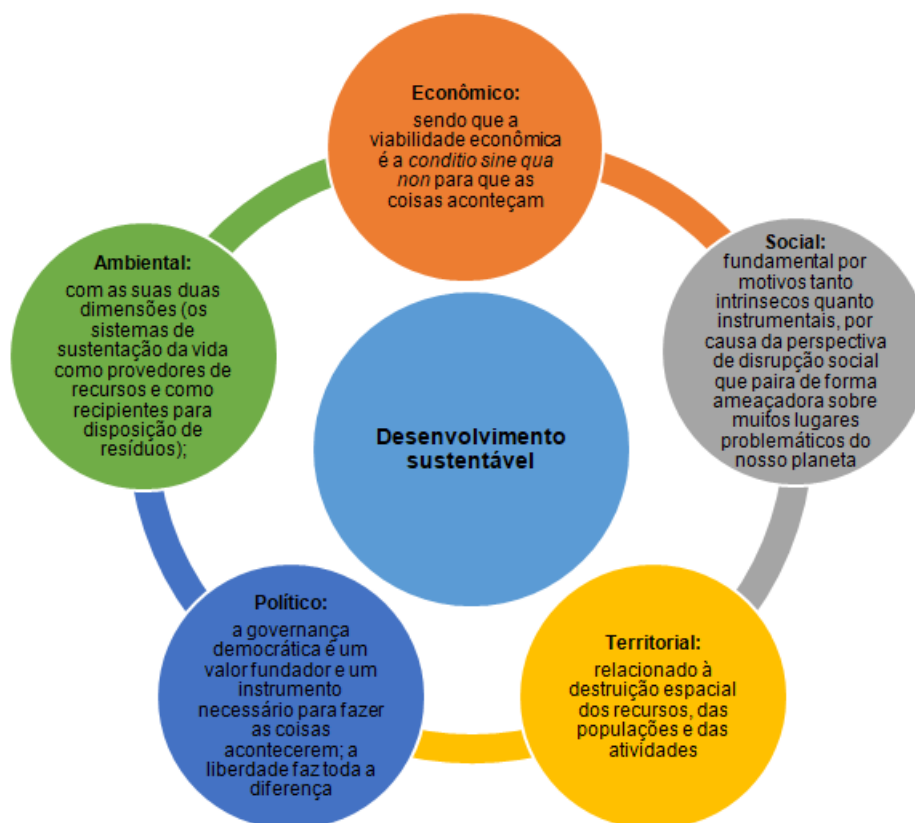 Econômico:
sendo que a
viabilidade econômica
é a conditio sine qua
non para que as
coisas aconteçam
Social:
fundamental por
motivos tanto
intrinsecos quanto
instrumentais, por
causa da perspectiva
de disrupção social
que paira de forma
ameaçadora sobre
muitos lugares
problemáticos do
nosso planeta
Territorial:
relacionado à
destruição espacial
dos recursos, das
populações e das
atividades
Político:
a governança
democrática é um
valor fundador e um
instrumento
necessário para fazer
as coisas
acontecerem; a
liberdade faz toda a
diferença
Ambiental:
com as suas duas
dimensões (os
sistemas de
sustentação da vida
como provedores de
recursos e como
recipientes para
disposição de
resíduos);
Desenvolvimento
sustentável